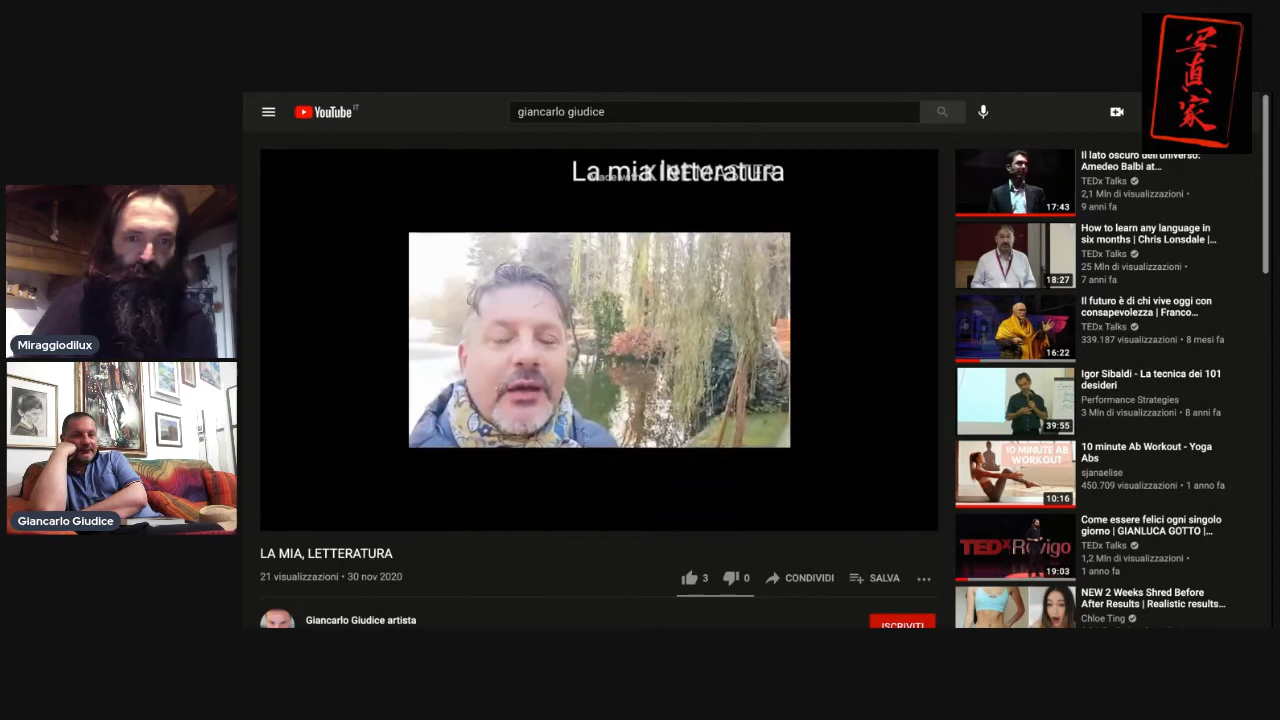 写
真
家
YouTube IT
giancarlo giudice
La mia letteratura
Made with KINEMASTER
Miraggiodilux
Giancarlo Giudice
LA MIA, LETTERATURA
21 visualizzazioni • 30 nov 2020
3
0
CONDIVIDI
SALVA
Giancarlo Giudice artista
ISCRIVITI
Il lato oscuro dell'universo:
Amedeo Balbi at...
TEDx Talks
2,1 Mln di visualizzazioni •
9 anni fa
17:43
How to learn any language in
six months | Chris Lonsdale |...
TEDx Talks
25 Mln di visualizzazioni •
7 anni fa
18:27
Il futuro è di chi vive oggi con
consapevolezza | Franco...
TEDx Talks
339.187 visualizzazioni • 8 mesi fa
16:22
Igor Sibaldi - La tecnica dei 101
desideri
Performance Strategies
3 Mln di visualizzazioni • 8 anni fa
39:55
10 MINUTE AB
WORKOUT
10 minute Ab Workout - Yoga
Abs
sjanaelise
450.709 visualizzazioni • 1 anno fa
10:16
TEDx Rovigo
Come essere felici ogni singolo
giorno | GIANLUCA GOTTO |...
TEDx Talks
1,2 Mln di visualizzazioni •
1 anno fa
19:03
NEW 2 Weeks Shred Before
After Results | Realistic results...
Chloe Ting